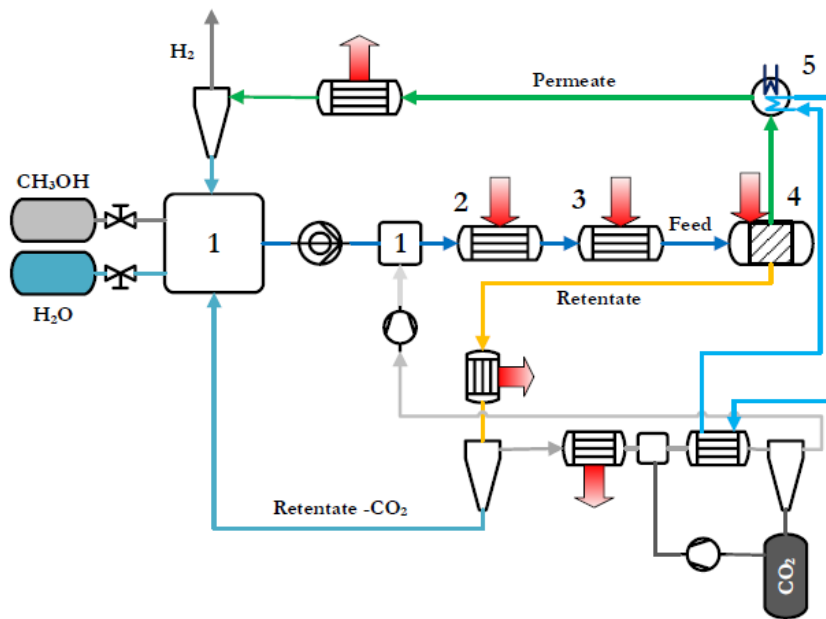 H₂
5
Permeate
CH₃OH
2
3
4
Feed
1
1
Retentate
H₂O
Retentate -CO₂
CO₂